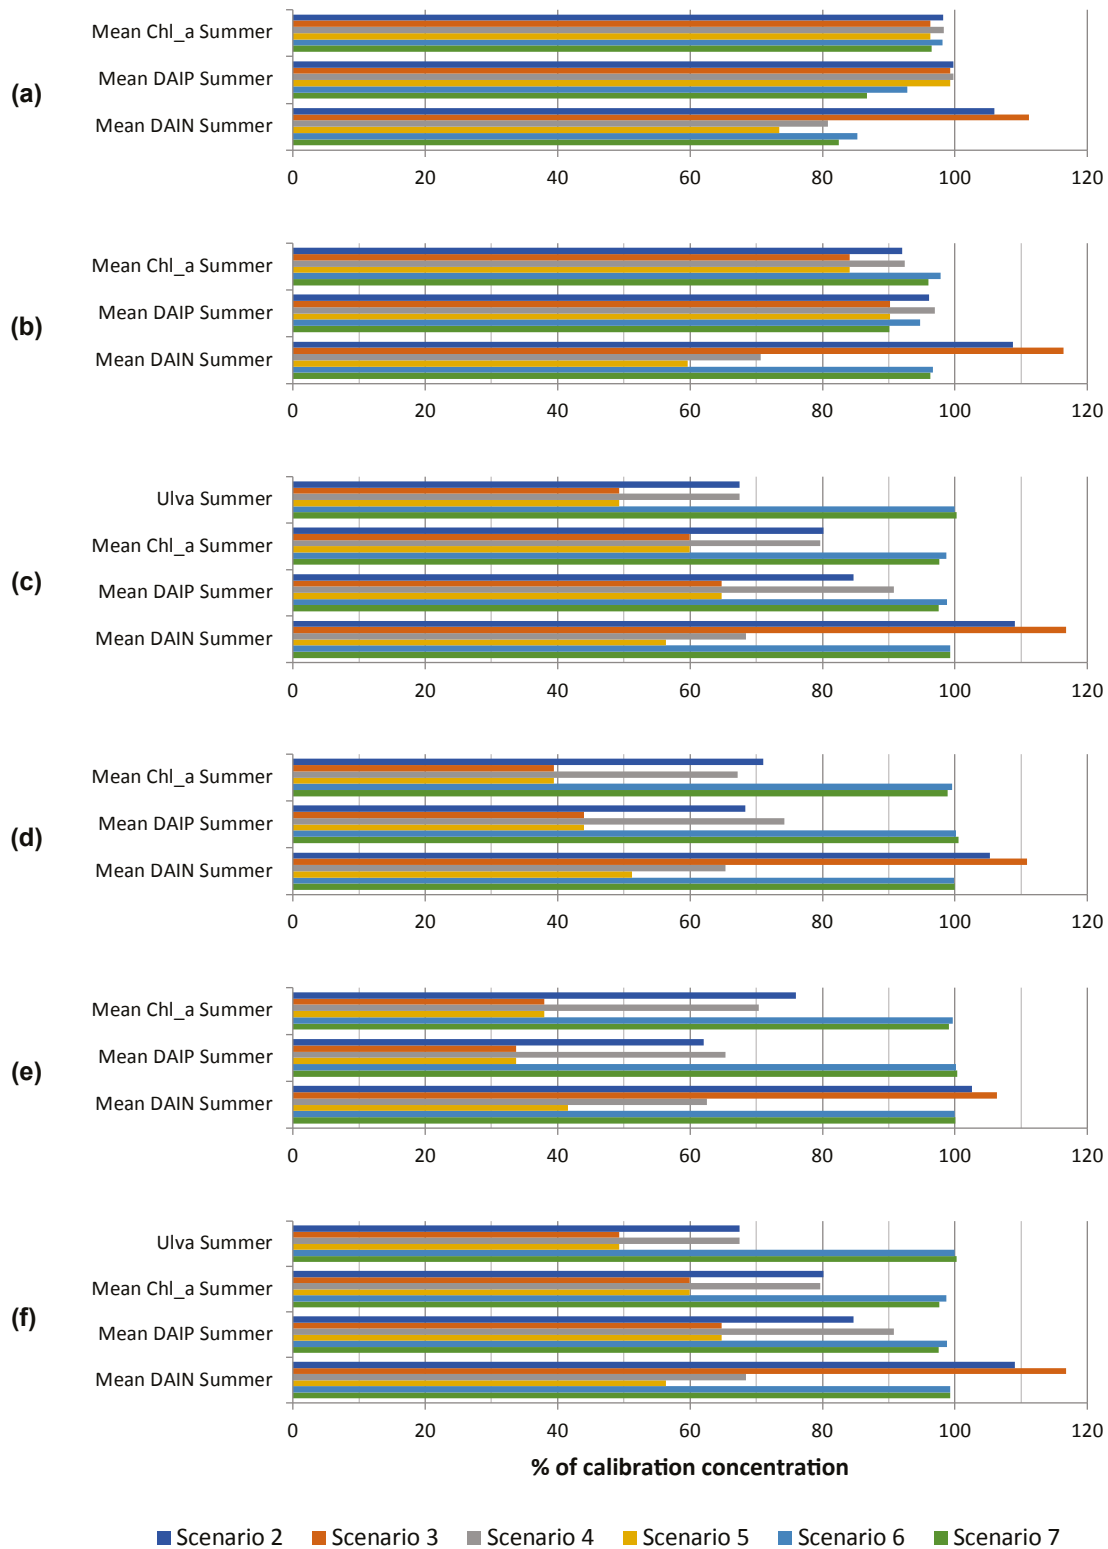 (a)
Mean Chl_a Summer
Mean DAIP Summer
Mean DAIN Summer
0 20 40 60 80 100 120
(b)
Mean Chl_a Summer
Mean DAIP Summer
Mean DAIN Summer
0 20 40 60 80 100 120
(c)
Ulva Summer
Mean Chl_a Summer
Mean DAIP Summer
Mean DAIN Summer
0 20 40 60 80 100 120
(d)
Mean Chl_a Summer
Mean DAIP Summer
Mean DAIN Summer
0 20 40 60 80 100 120
(e)
Mean Chl_a Summer
Mean DAIP Summer
Mean DAIN Summer
0 20 40 60 80 100 120
(f)
Ulva Summer
Mean Chl_a Summer
Mean DAIP Summer
Mean DAIN Summer
0 20 40 60 80 100 120
% of calibration concentration
Scenario 2 Scenario 3 Scenario 4 Scenario 5 Scenario 6 Scenario 7